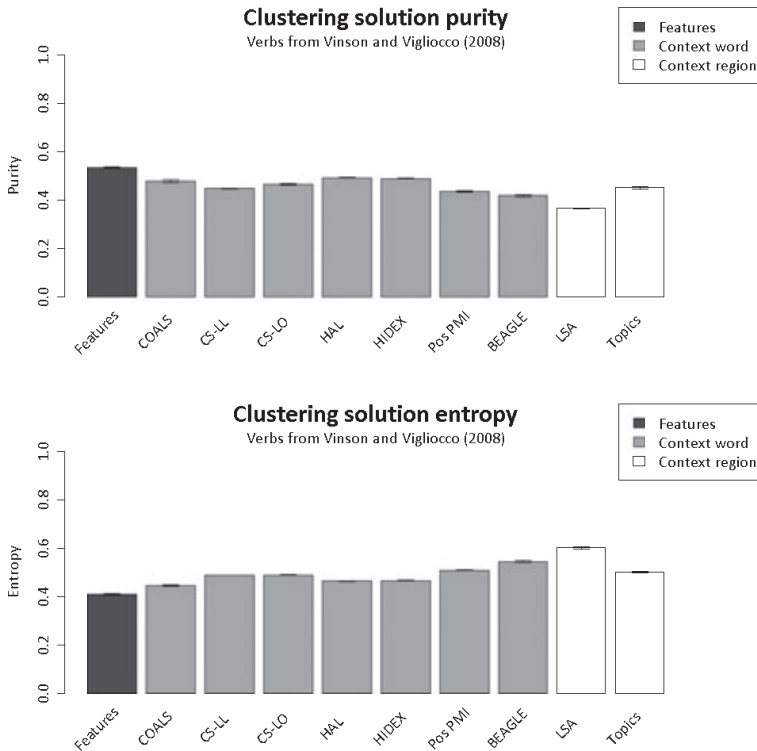 Clustering solution purity
Verbs from Vinson and Vigliocco (2008)
Features
Context word
Context region
Purity
1.0
0.8
0.6
0.4
0.2
0.0
Features
COALS
CS-LL
CS-LO
HAL
HIDEX
Pos PMI
BEAGLE
LSA
Topics
Clustering solution entropy
Verbs from Vinson and Vigliocco (2008)
Features
Context word
Context region
Entropy
1.0
0.8
0.6
0.4
0.2
0.0
Features
COALS
CS-LL
CS-LO
HAL
HIDEX
Pos PMI
BEAGLE
LSA
Topics